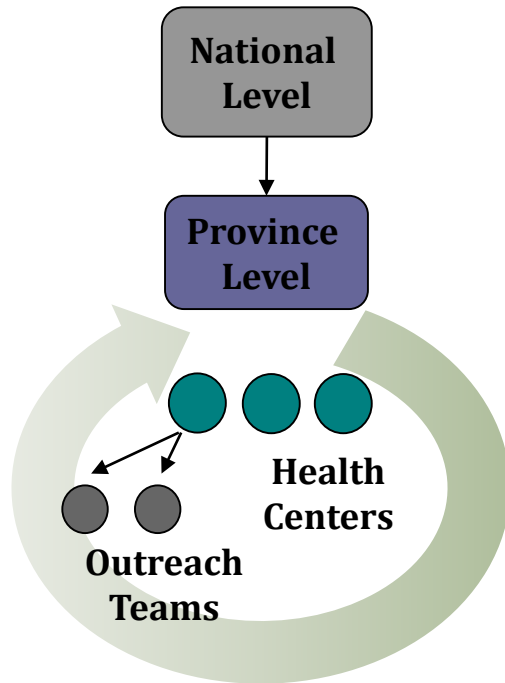 National
Level
Province
Level
Health
Centers
Outreach
Teams